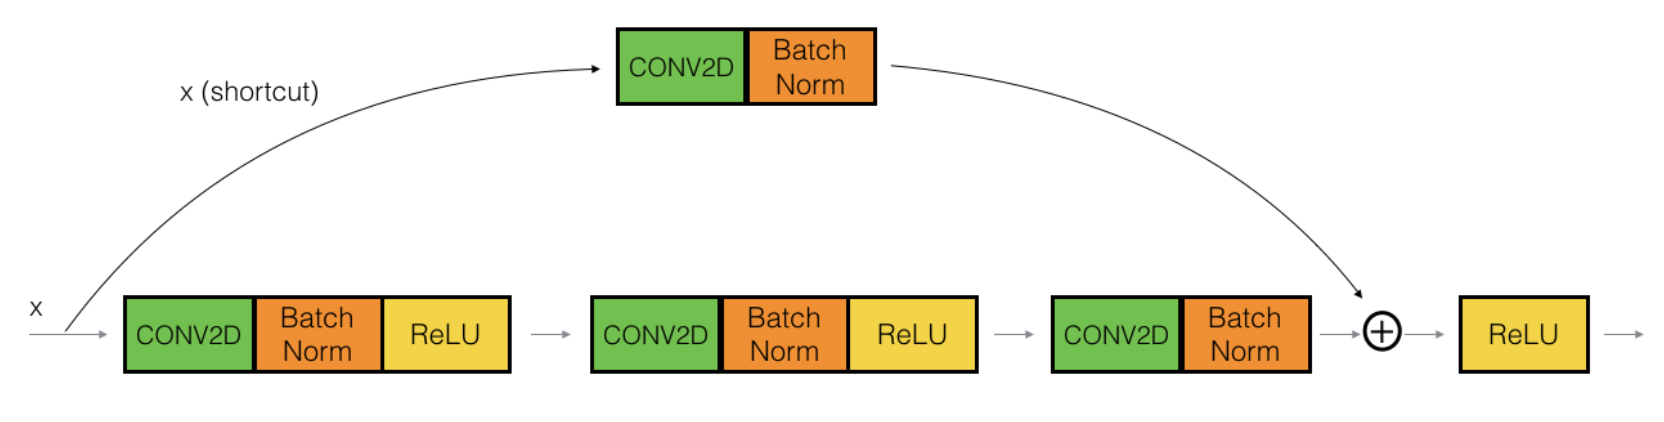 CONV2D
Batch
Norm
x (shortcut)
x
CONV2D
Batch
Norm
ReLU
CONV2D
Batch
Norm
ReLU
CONV2D
Batch
Norm
ReLU